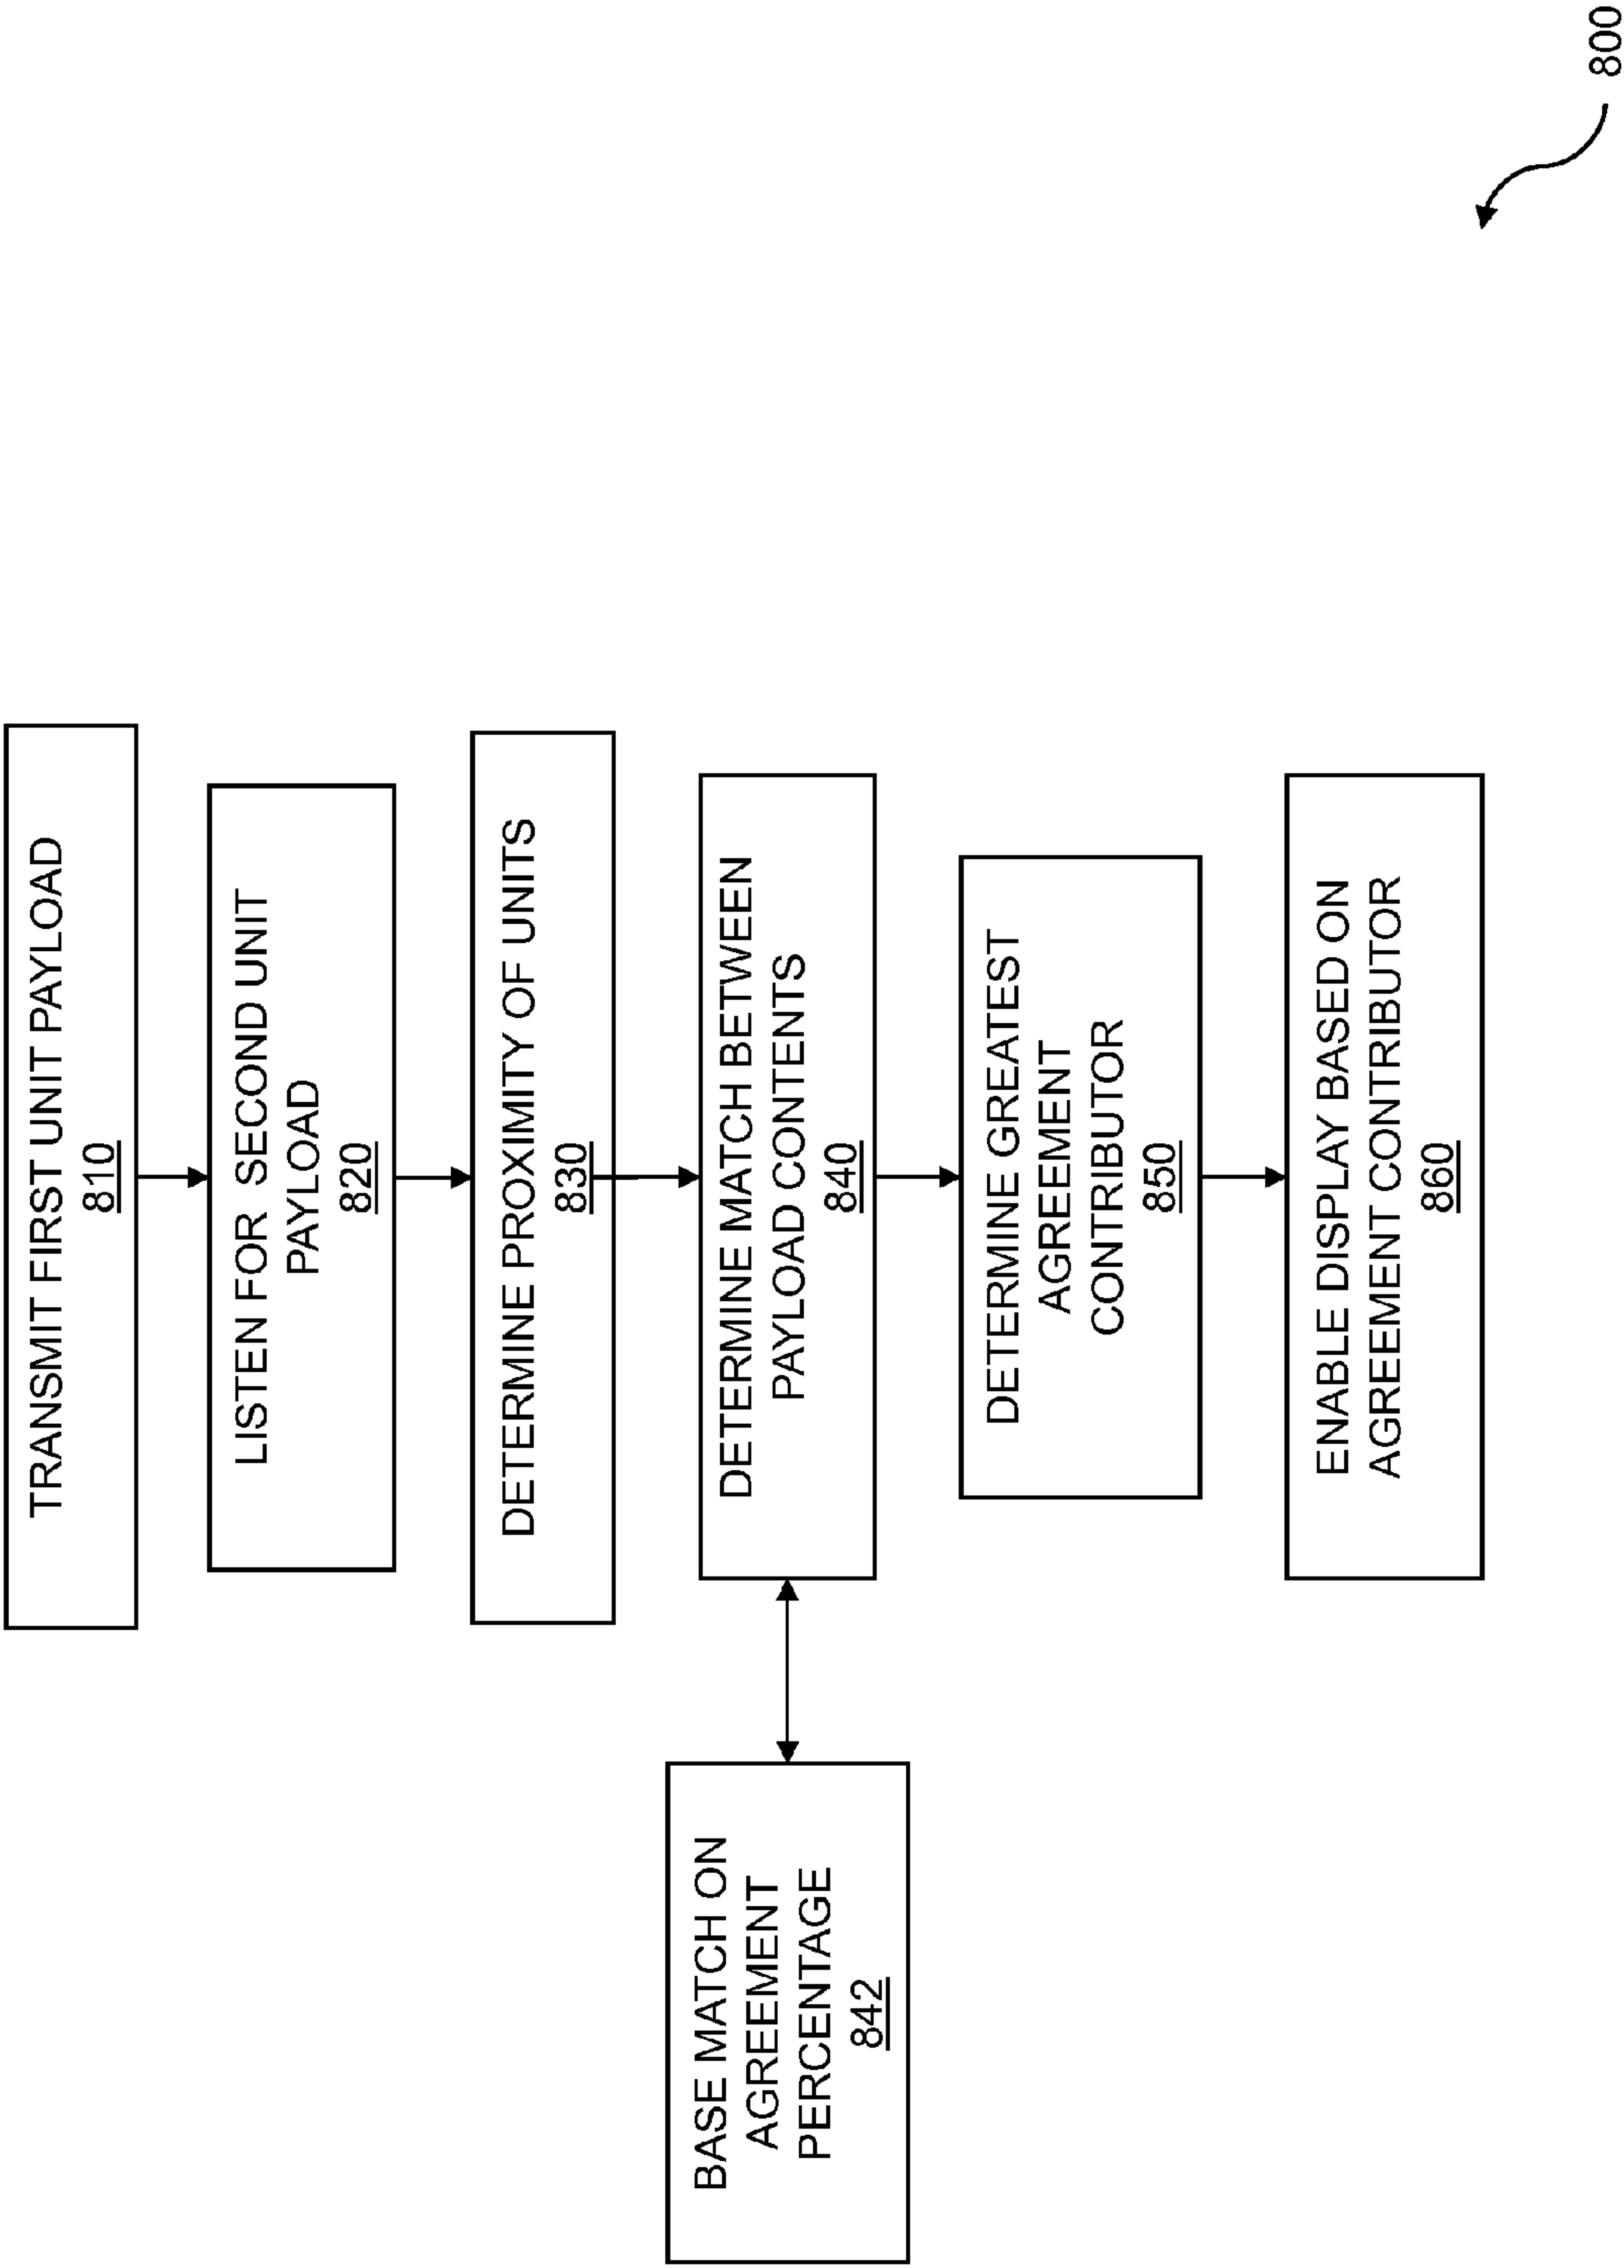 TRANSMIT FIRST UNIT PAYLOAD
810
LISTEN FOR SECOND UNIT
PAYLOAD
820
DETERMINE PROXIMITY OF UNITS
830
DETERMINE MATCH BETWEEN
PAYLOAD CONTENTS
840
BASE MATCH ON
AGREEMENT
PERCENTAGE
842
DETERMINE GREATEST
AGREEMENT
CONTRIBUTOR
850
ENABLE DISPLAY BASED ON
AGREEMENT CONTRIBUTOR
860
800